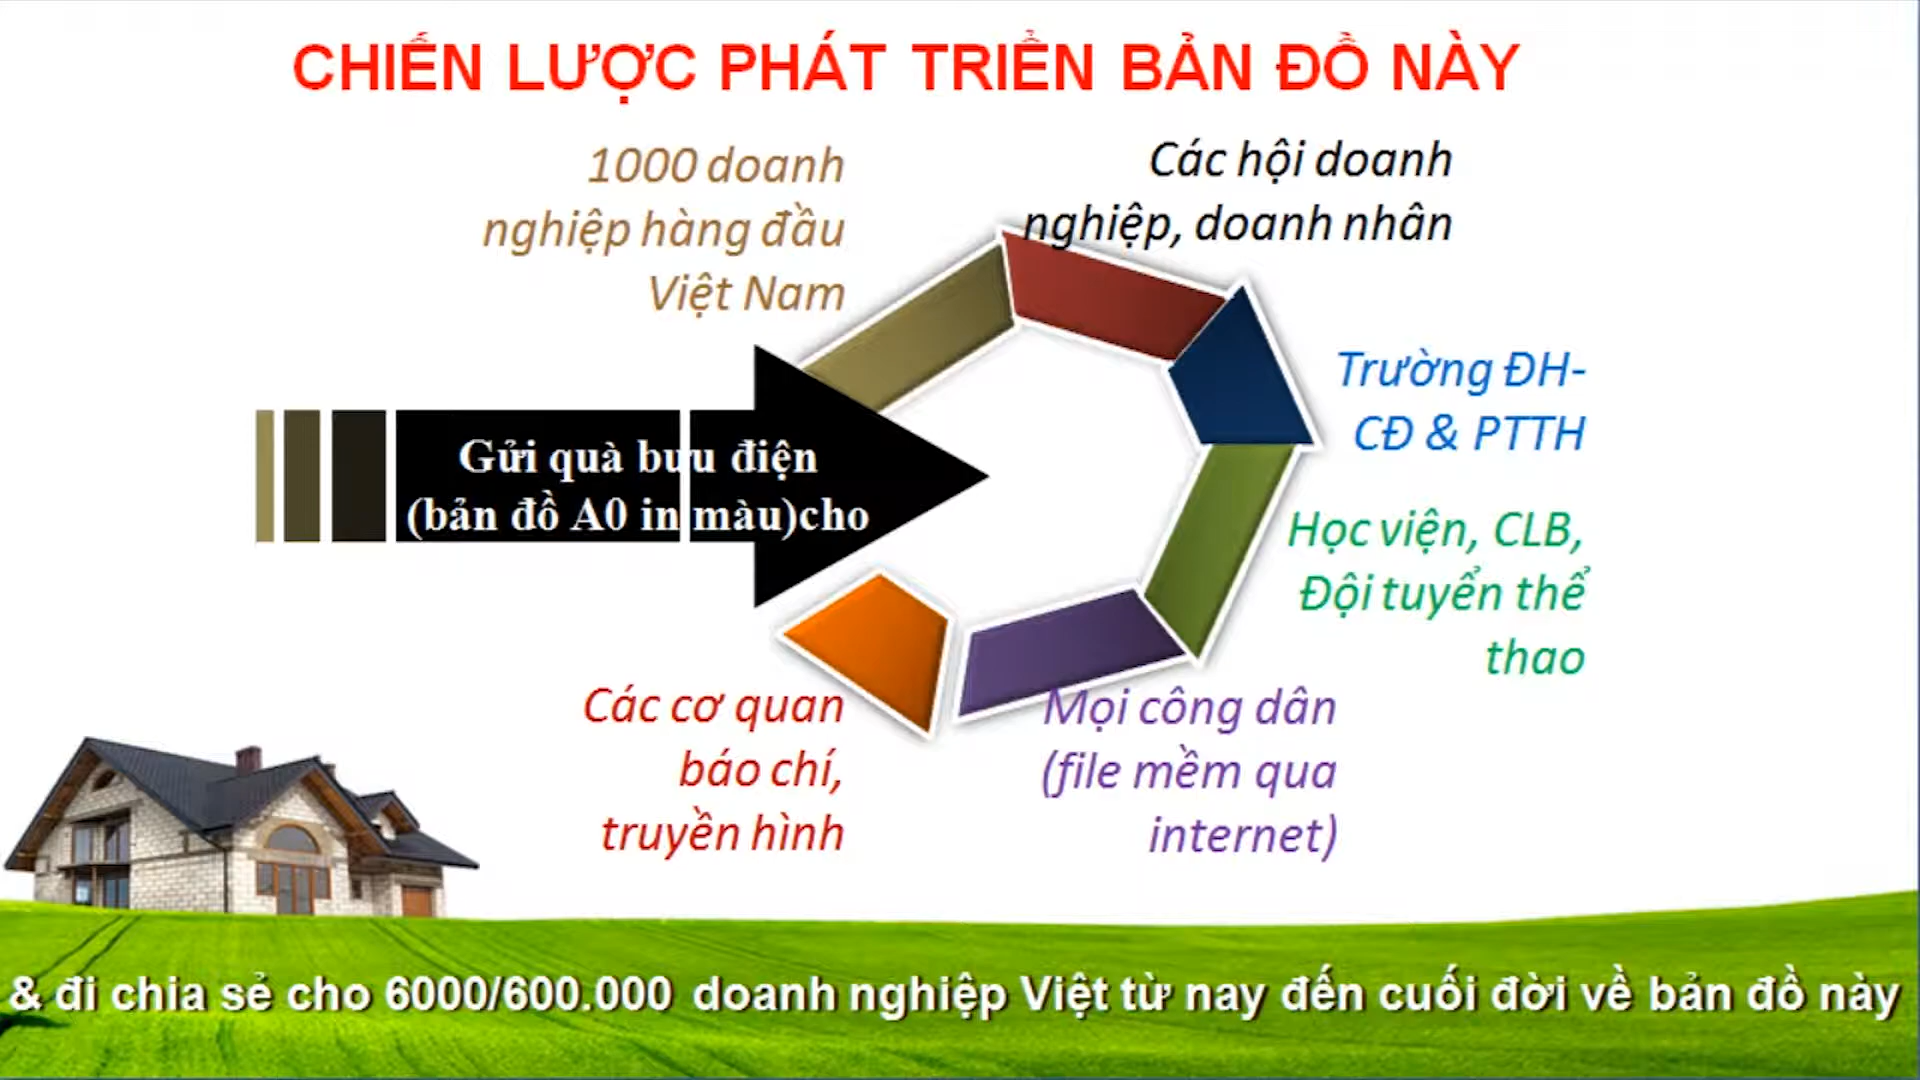 CHIẾN LƯỢC PHÁT TRIỂN BẢN ĐỒ NÀY
1000 doanh
nghiệp hàng đầu
Việt Nam
Các hội doanh
nghiệp, doanh nhân
Trường ĐH-
CĐ & PTTH
Gửi quà bưu điện
(bản đồ A0 in màu)cho
Học viện, CLB,
Đội tuyển thể
thao
Các cơ quan
báo chí,
truyền hình
Mọi công dân
(file mềm qua
internet)
& đi chia sẻ cho 6000/600.000 doanh nghiệp Việt từ nay đến cuối đời về bản đồ này